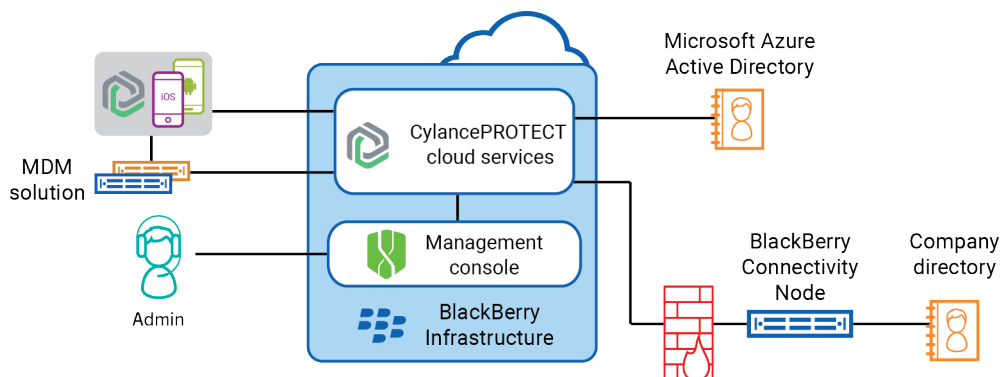 Microsoft Azure
Active Directory
iOS
CylancePROTECT
cloud services
MDM
solution
Management
console
Admin
BlackBerry
Infrastructure
BlackBerry
Connectivity
Node
Company
directory